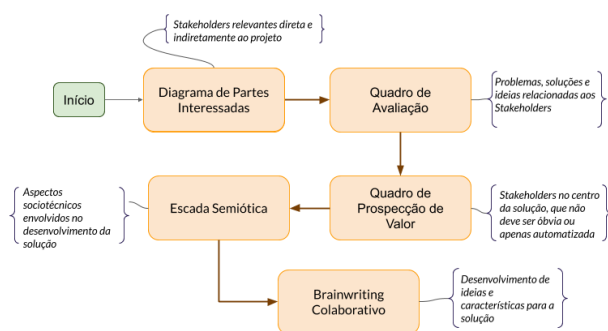 Stakeholders relevantes direta e
indiretamente ao projeto
Início
Diagrama de Partes
Interessadas
Quadro de
Avaliação
Problemas, soluções e
ideias relacionadas aos
Stakeholders
Aspectos
sociotécnicos
envolvidos no
desenvolvimento da
solução
Escada Semiótica
Quadro de
Prospecção de
Valor
Stakeholders no centro
da solução, que não
deve ser óbvia ou
apenas automatizada
Brainwriting
Colaborativo
Desenvolvimento de
ideias e
características para a
solução